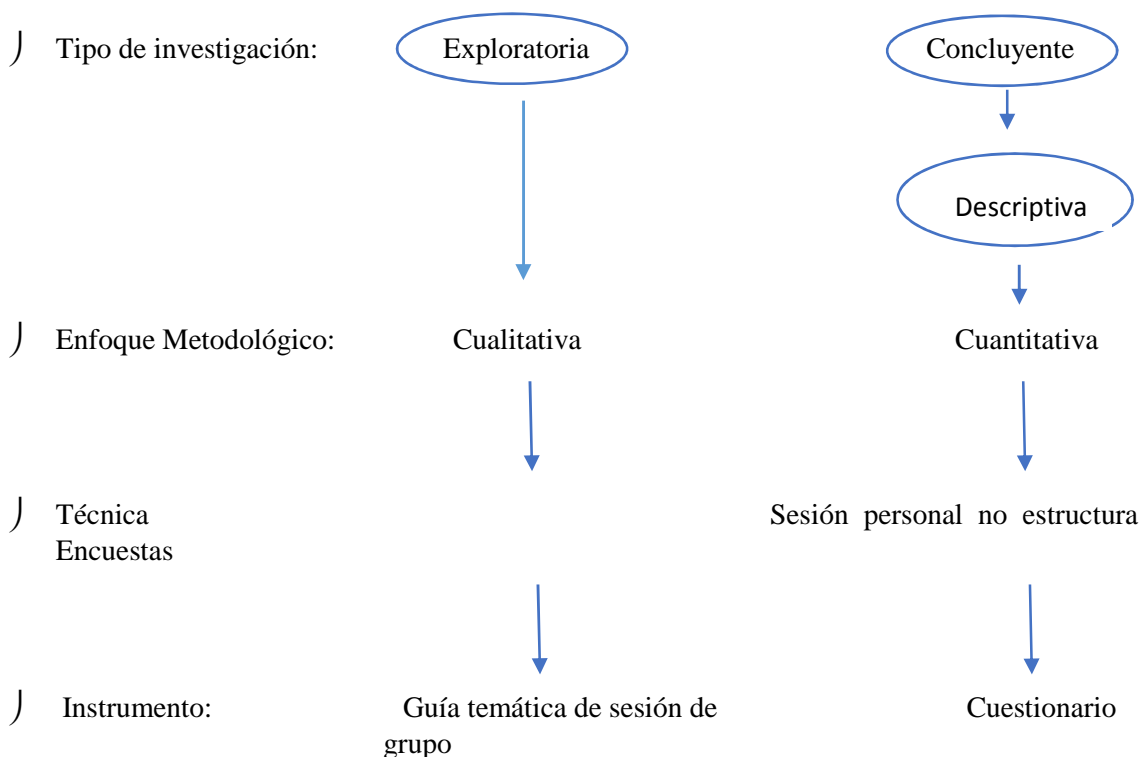 Tipo de investigación: Exploratoria Concluyente
Descriptiva
Enfoque Metodológico: Cualitativa Cuantitativa
Técnica Sesión personal no estructura
Encuestas
Instrumento: Guía temática de sesión de Cuestionario
grupo